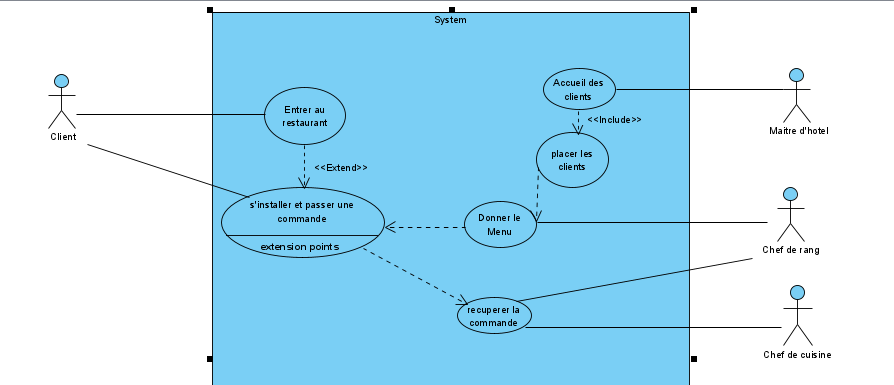 System
Accueil des
clients
<<Include>>
Maitre d'hotel
Entrer au
restaurant
Client
placer les
clients
<<Extend>>
s'installer et passer une
commande
extension points
Donner le
Menu
Chef de rang
recuperer la
commande
Chef de cuisine